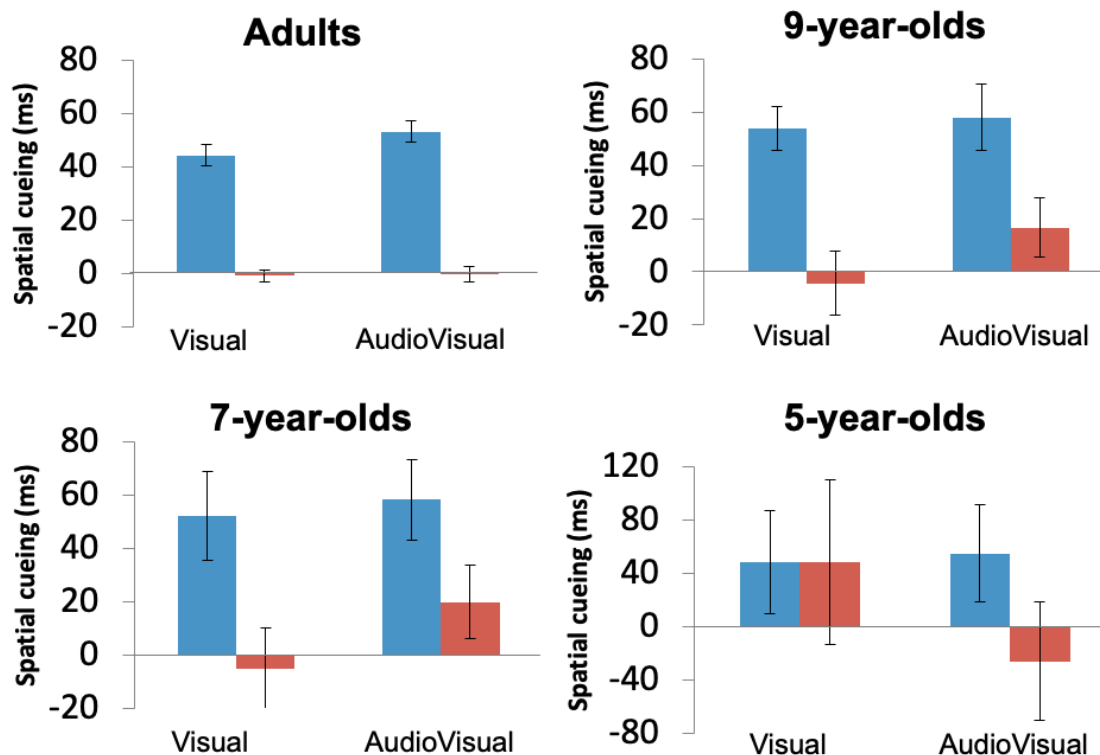 Adults
Spatial cueing (ms)
80
60
40
20
0
-20
Visual
AudioVisual
9-year-olds
Spatial cueing (ms)
80
60
40
20
0
-20
Visual
AudioVisual
7-year-olds
Spatial cueing (ms)
80
60
40
20
0
-20
Visual
AudioVisual
5-year-olds
Spatial cueing (ms)
120
80
40
0
-40
-80
Visual
AudioVisual